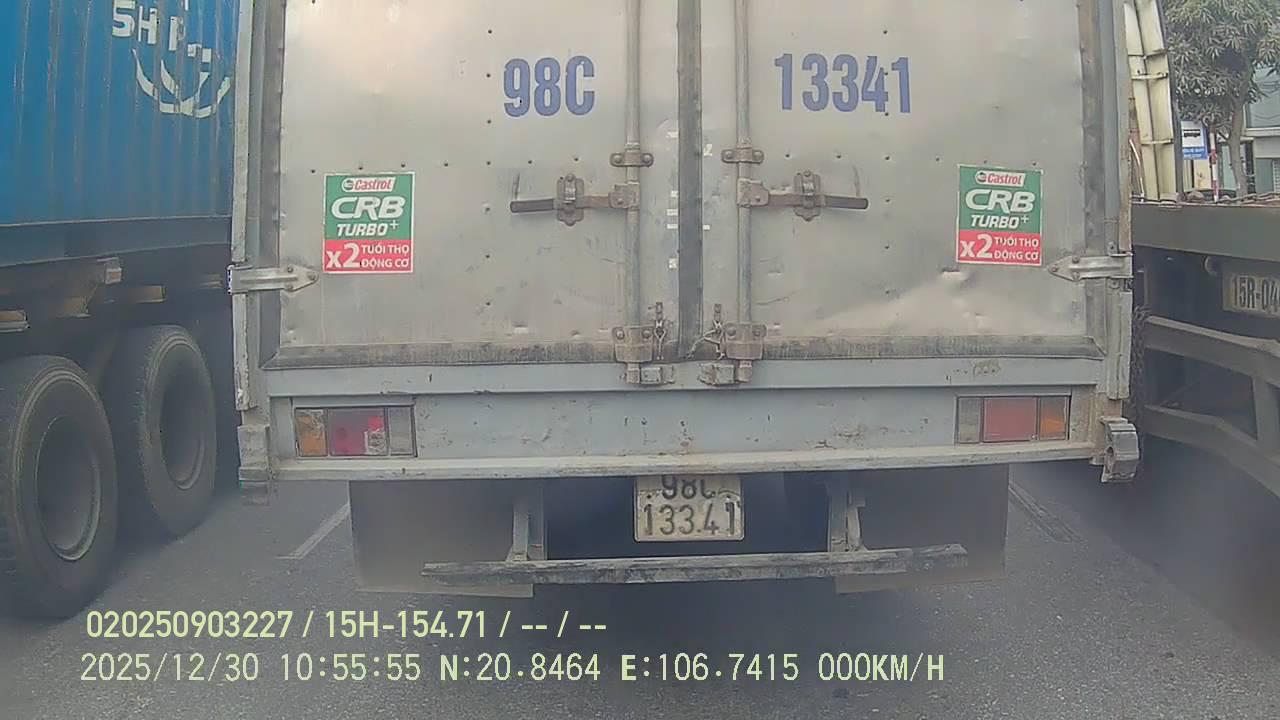 98C 13341
Castrol
CRB
TURBO+
x2 TUỔI THỌ
ĐỘNG CƠ
Castrol
CRB
TURBO+
x2 TUỔI THỌ
ĐỘNG CƠ
98C
133.41
020250903227 / 15H-154.71 / -- / --
2025/12/30 10:55:55 N:20.8464 E:106.7415 000KM/H